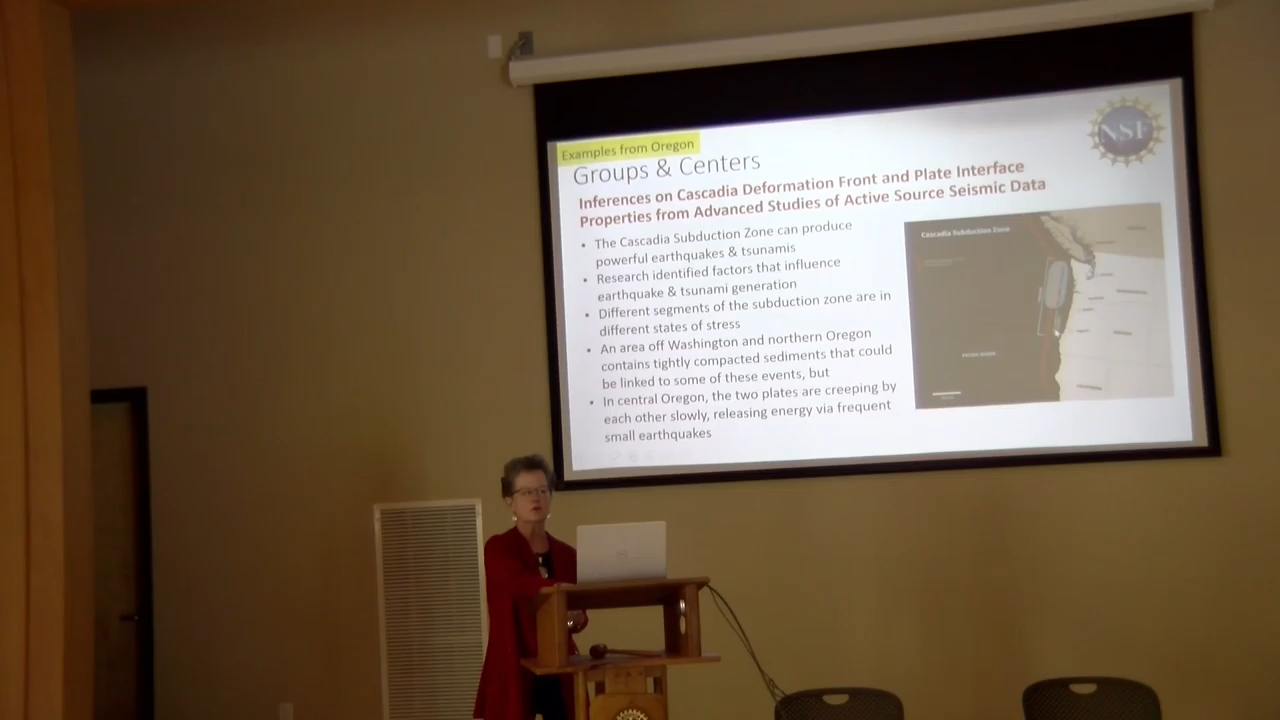 Examples from Oregon
NSF
Groups & Centers
Inferences on Cascadia Deformation Front and Plate Interface
Properties from Advanced Studies of Active Source Seismic Data
• The Cascadia Subduction Zone can produce
powerful earthquakes & tsunamis
• Research identified factors that influence
earthquake & tsunami generation
• Different segments of the subduction zone are in
different states of stress
• An area off Washington and northern Oregon
contains tightly compacted sediments that could
be linked to some of these events, but
• In central Oregon, the two plates are creeping by
each other slowly, releasing energy via frequent
small earthquakes
Cascadia Subduction Zone